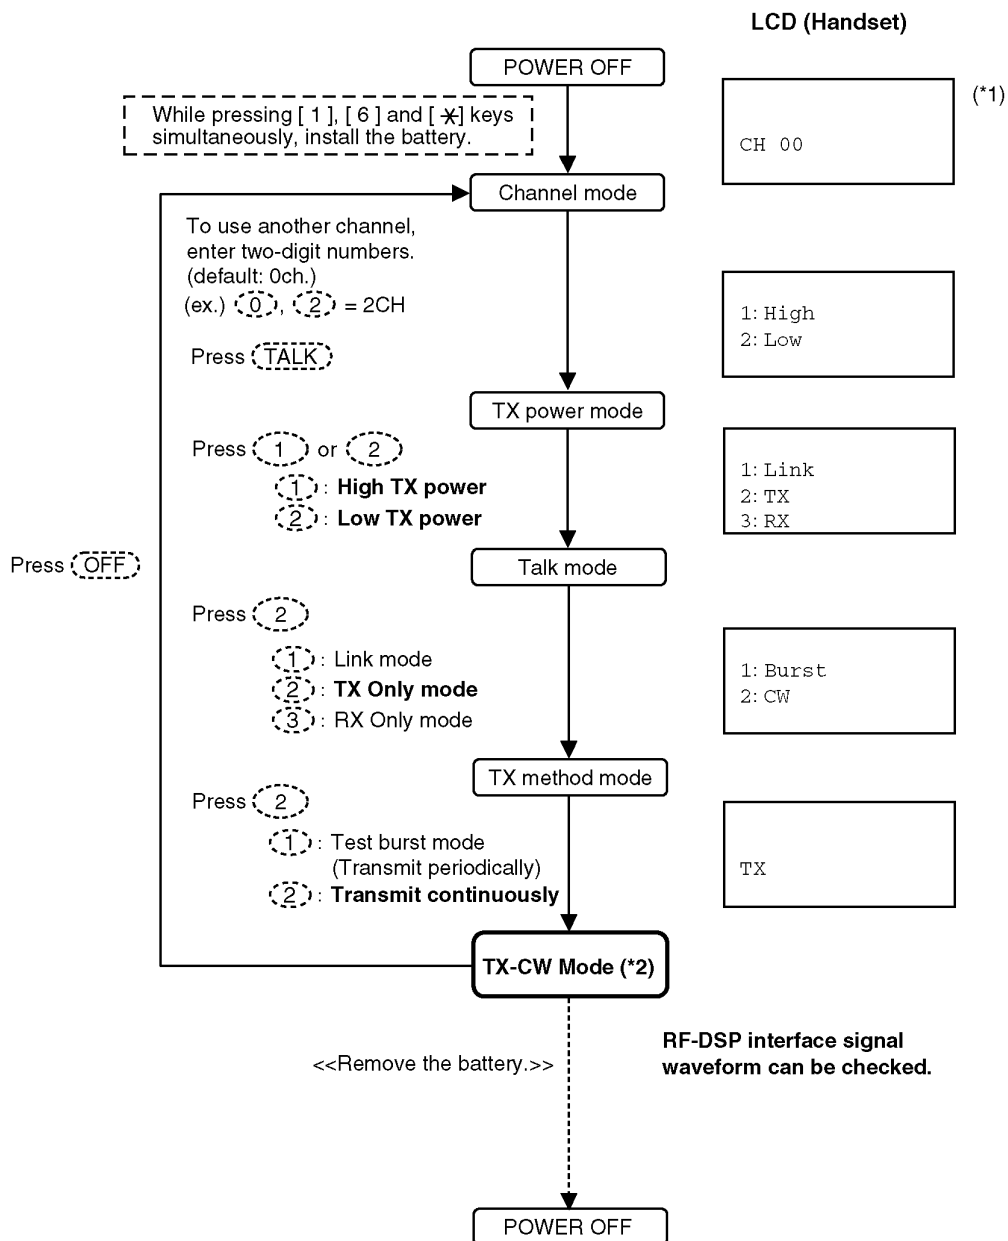 LCD (Handset)
POWER OFF
(*1)
While pressing [ 1 ], [ 6 ] and [ ⚹ ] keys
simultaneously, install the battery.
CH 00
Channel mode
To use another channel,
enter two-digit numbers.
(default: 0ch.)
(ex.) 0, 2 = 2CH
1: High
2: Low
Press TALK
TX power mode
Press 1 or 2
1 : High TX power
2 : Low TX power
1: Link
2: TX
3: RX
Press OFF
Talk mode
Press 2
1 : Link mode
2 : TX Only mode
3 : RX Only mode
1: Burst
2: CW
TX method mode
Press 2
1 : Test burst mode
(Transmit periodically)
2 : Transmit continuously
TX
TX-CW Mode (*2)
RF-DSP interface signal
waveform can be checked.
<<Remove the battery.>>
POWER OFF